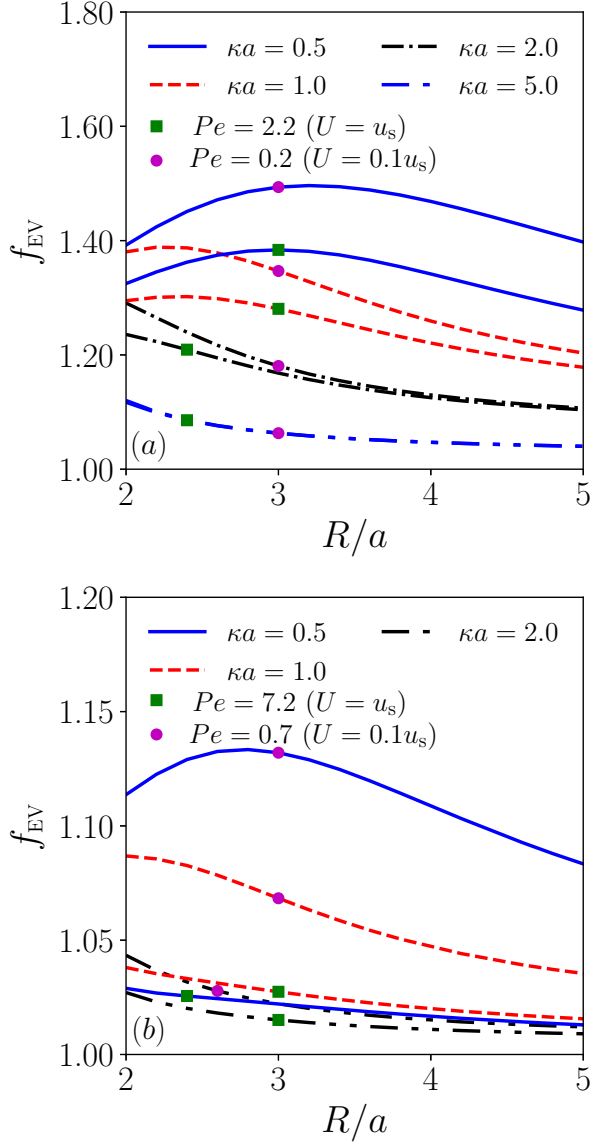 1.80
κa = 0.5 κa = 2.0
κa = 1.0 κa = 5.0
1.60
Pe = 2.2 (U = uₛ)
Pe = 0.2 (U = 0.1uₛ)
1.40
f_EV
1.20
1.00
(a)
2 3 4 5
R/a
1.20
κa = 0.5 κa = 2.0
κa = 1.0
Pe = 7.2 (U = uₛ)
1.15
Pe = 0.7 (U = 0.1uₛ)
1.10
f_EV
1.05
1.00
(b)
2 3 4 5
R/a